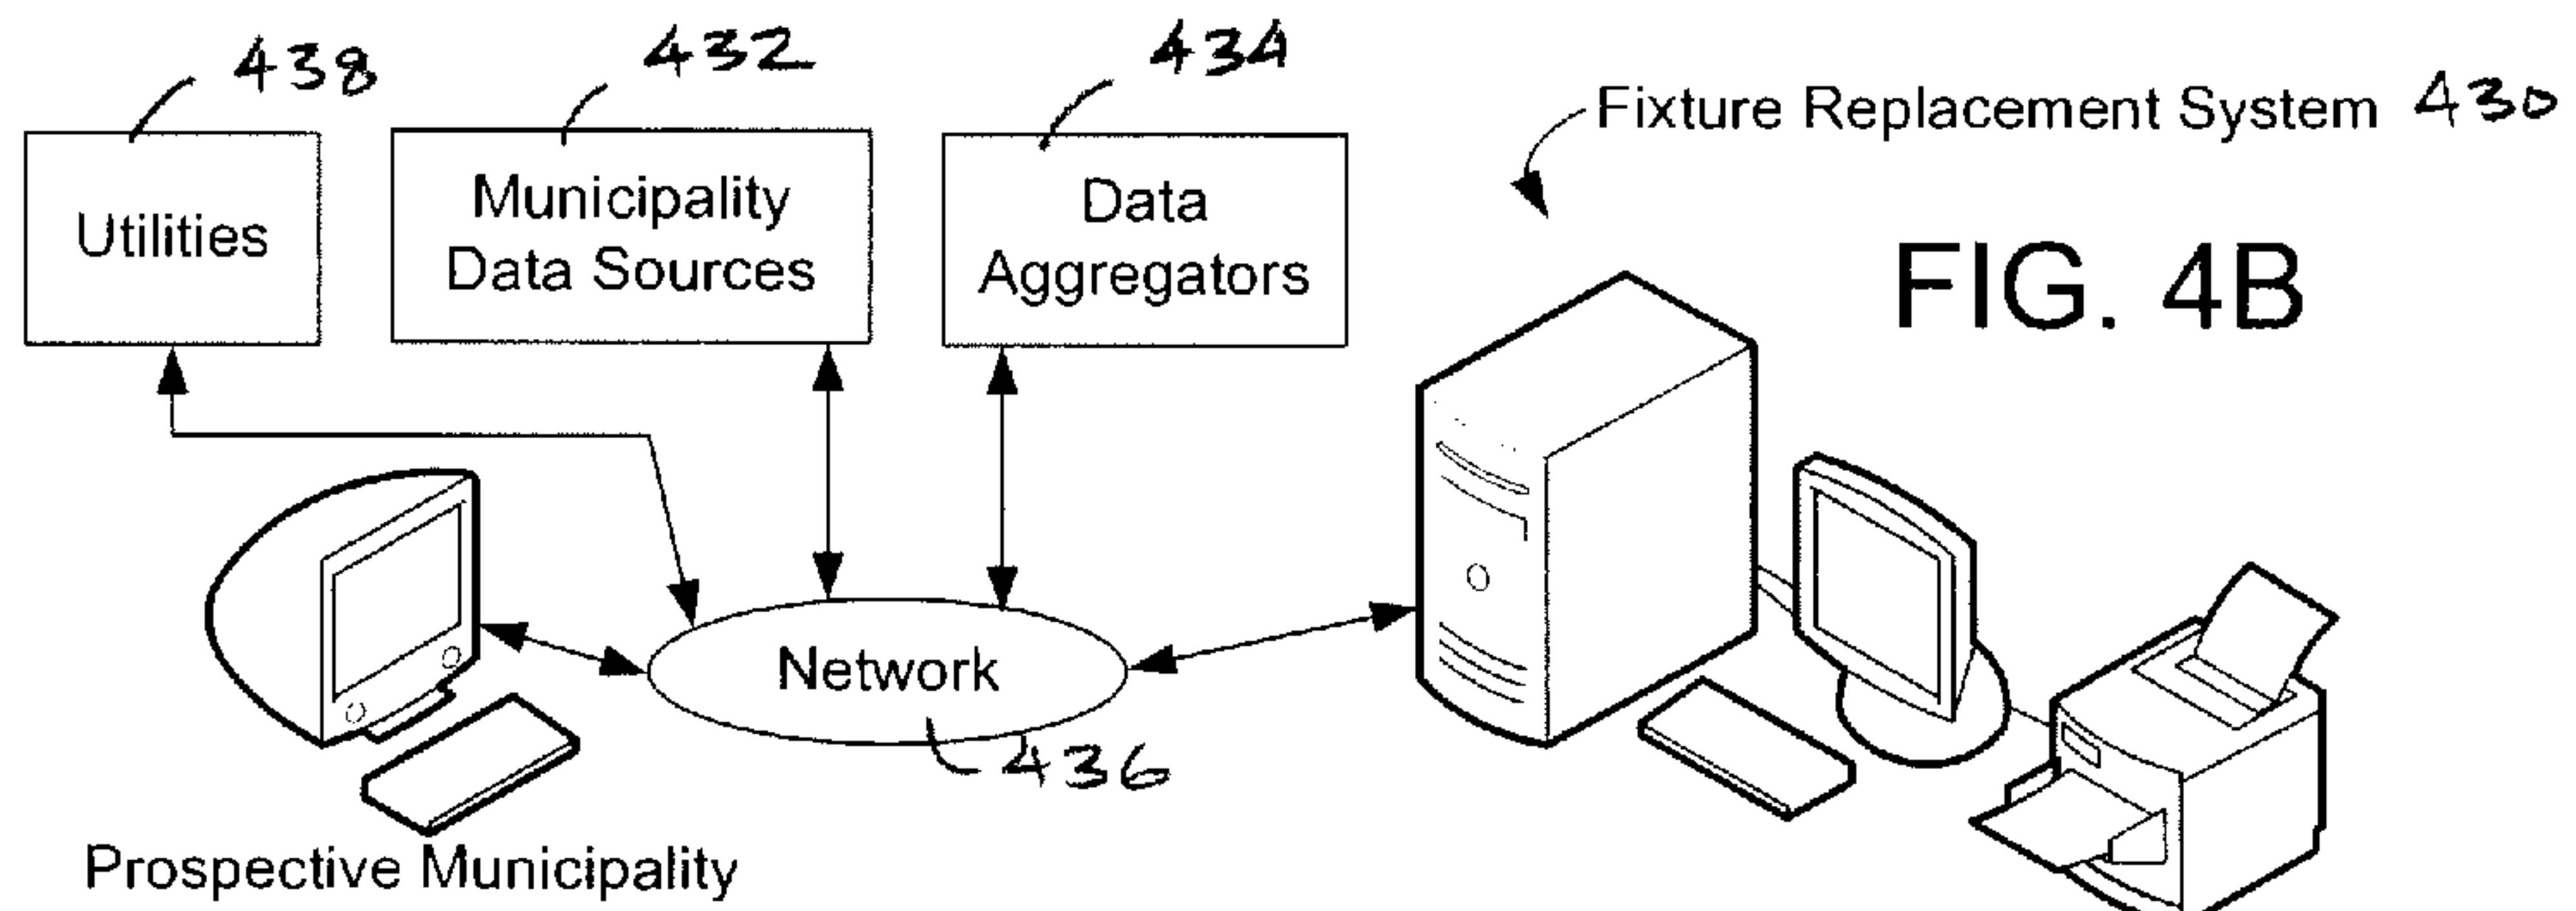 438
432
434
Fixture Replacement System 430
Utilities
Municipality
Data Sources
Data
Aggregators
FIG. 4B
Network
436
Prospective Municipality